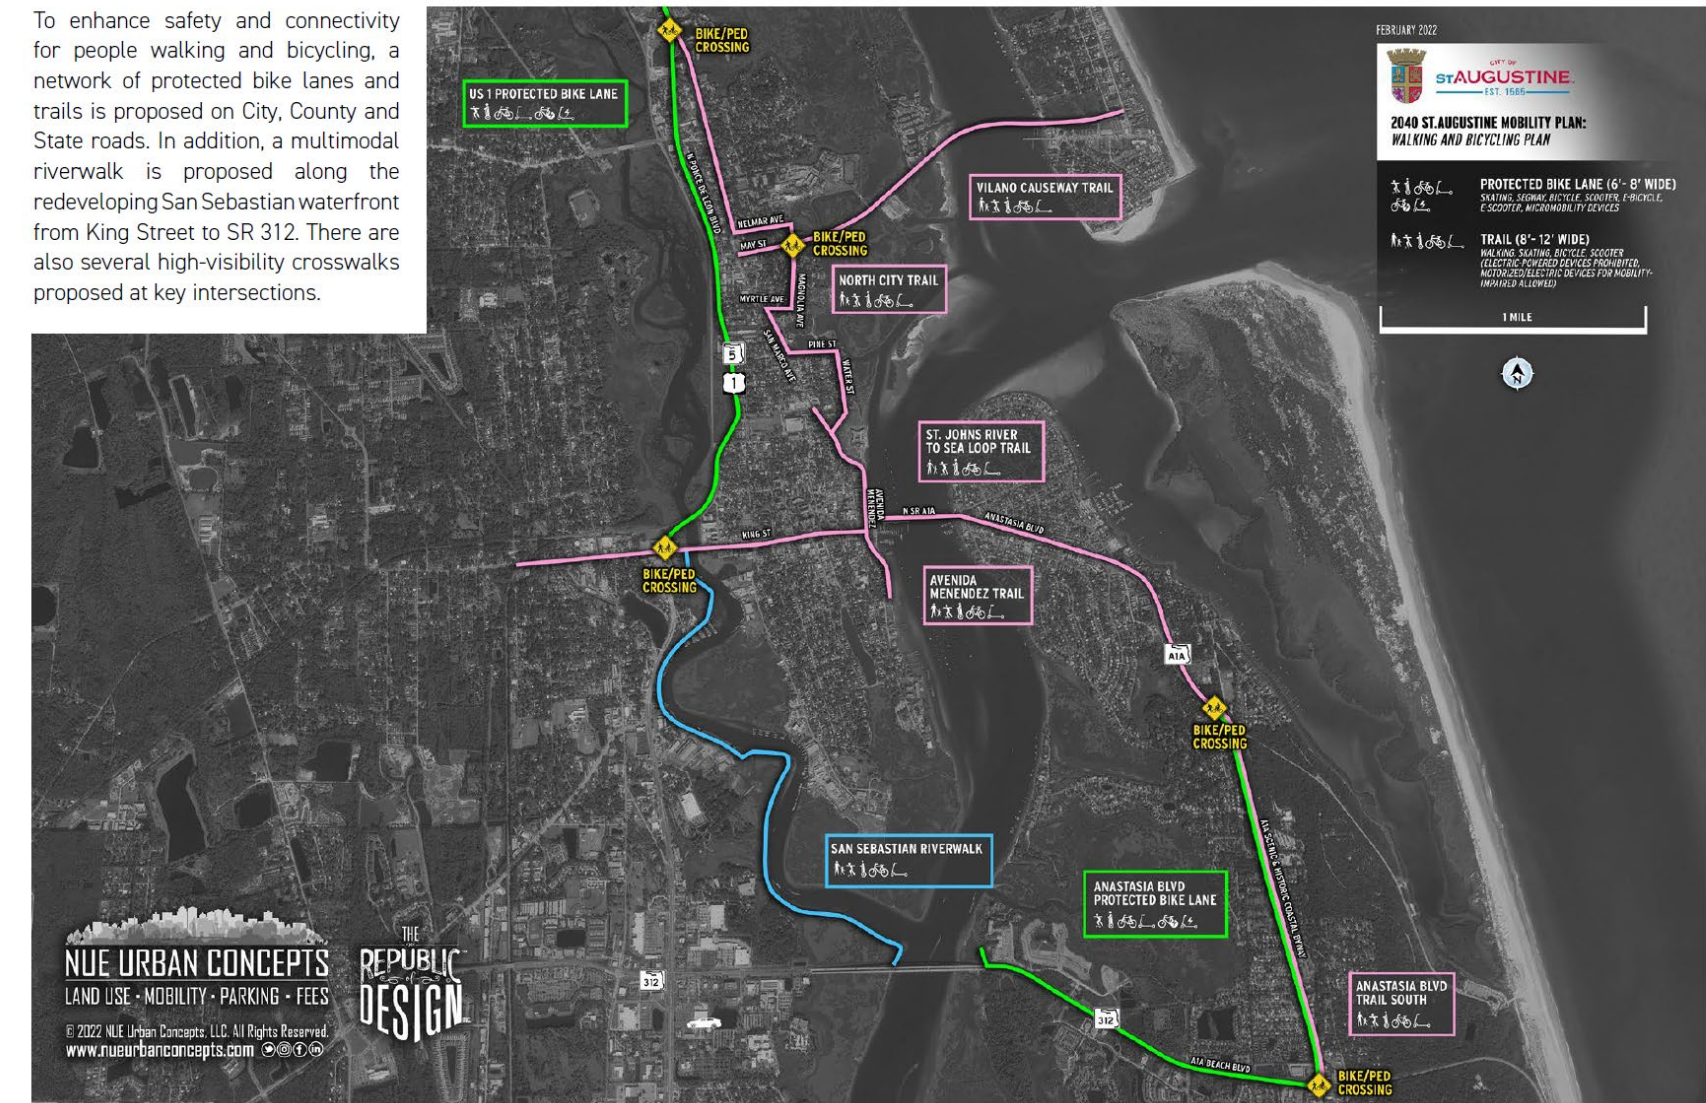 To enhance safety and connectivity
for people walking and bicycling, a
network of protected bike lanes and
trails is proposed on City, County and
State roads. In addition, a multimodal
riverwalk is proposed along the
redeveloping San Sebastian waterfront
from King Street to SR 312. There are
also several high-visibility crosswalks
proposed at key intersections.
FEBRUARY 2022
CITY OF
ST AUGUSTINE
EST. 1565
2040 ST.AUGUSTINE MOBILITY PLAN:
WALKING AND BICYCLING PLAN
PROTECTED BIKE LANE (6'- 8' WIDE)
SKATING, SEGWAY, BICYCLE, SCOOTER, E-BICYCLE,
E SCOOTER, MICROMOBILITY DEVICES
TRAIL (8'- 12' WIDE)
WALKING, SKATING, BICYCLE, SCOOTER
(ELECTRIC POWERED DEVICES PROHIBITED,
MOTORIZED/ELECTRIC DEVICES FOR MOBILITY-
IMPAIRED ALLOWED)
1 MILE
N
BIKE/PED
CROSSING
US 1 PROTECTED BIKE LANE
N PONCE DE LEON BLVD
VILANO CAUSEWAY TRAIL
NELMAR AVE
MAY ST
BIKE/PED
CROSSING
NORTH CITY TRAIL
MYRTLE AVE
MAGNOLIA AVE
SAN MARCO AVE
PINE ST
WATER ST
5
1
ST. JOHNS RIVER
TO SEA LOOP TRAIL
AVENIDA
MENENDEZ
N SR A1A
ANASTASIA BLVD
KING ST
BIKE/PED
CROSSING
AVENIDA
MENENDEZ TRAIL
A1A
BIKE/PED
CROSSING
A1A SCENIC & HISTORIC COASTAL BYWAY
SAN SEBASTIAN RIVERWALK
ANASTASIA BLVD
PROTECTED BIKE LANE
312
312
ANASTASIA BLVD
TRAIL SOUTH
A1A BEACH BLVD
BIKE/PED
CROSSING
NUE URBAN CONCEPTS
LAND USE • MOBILITY • PARKING • FEES
© 2022 NUE Urban Concepts, LLC. All Rights Reserved.
www.nueurbanconcepts.com
THE
REPUBLIC
of
DESIGN